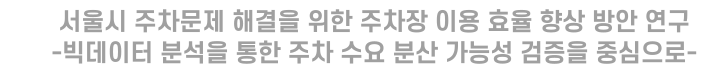 서울시 주차문제 해결을 위한 주차장 이용 효율 향상 방안 연구
-빅데이터 분석을 통한 주차 수요 분산 가능성 검증을 중심으로-